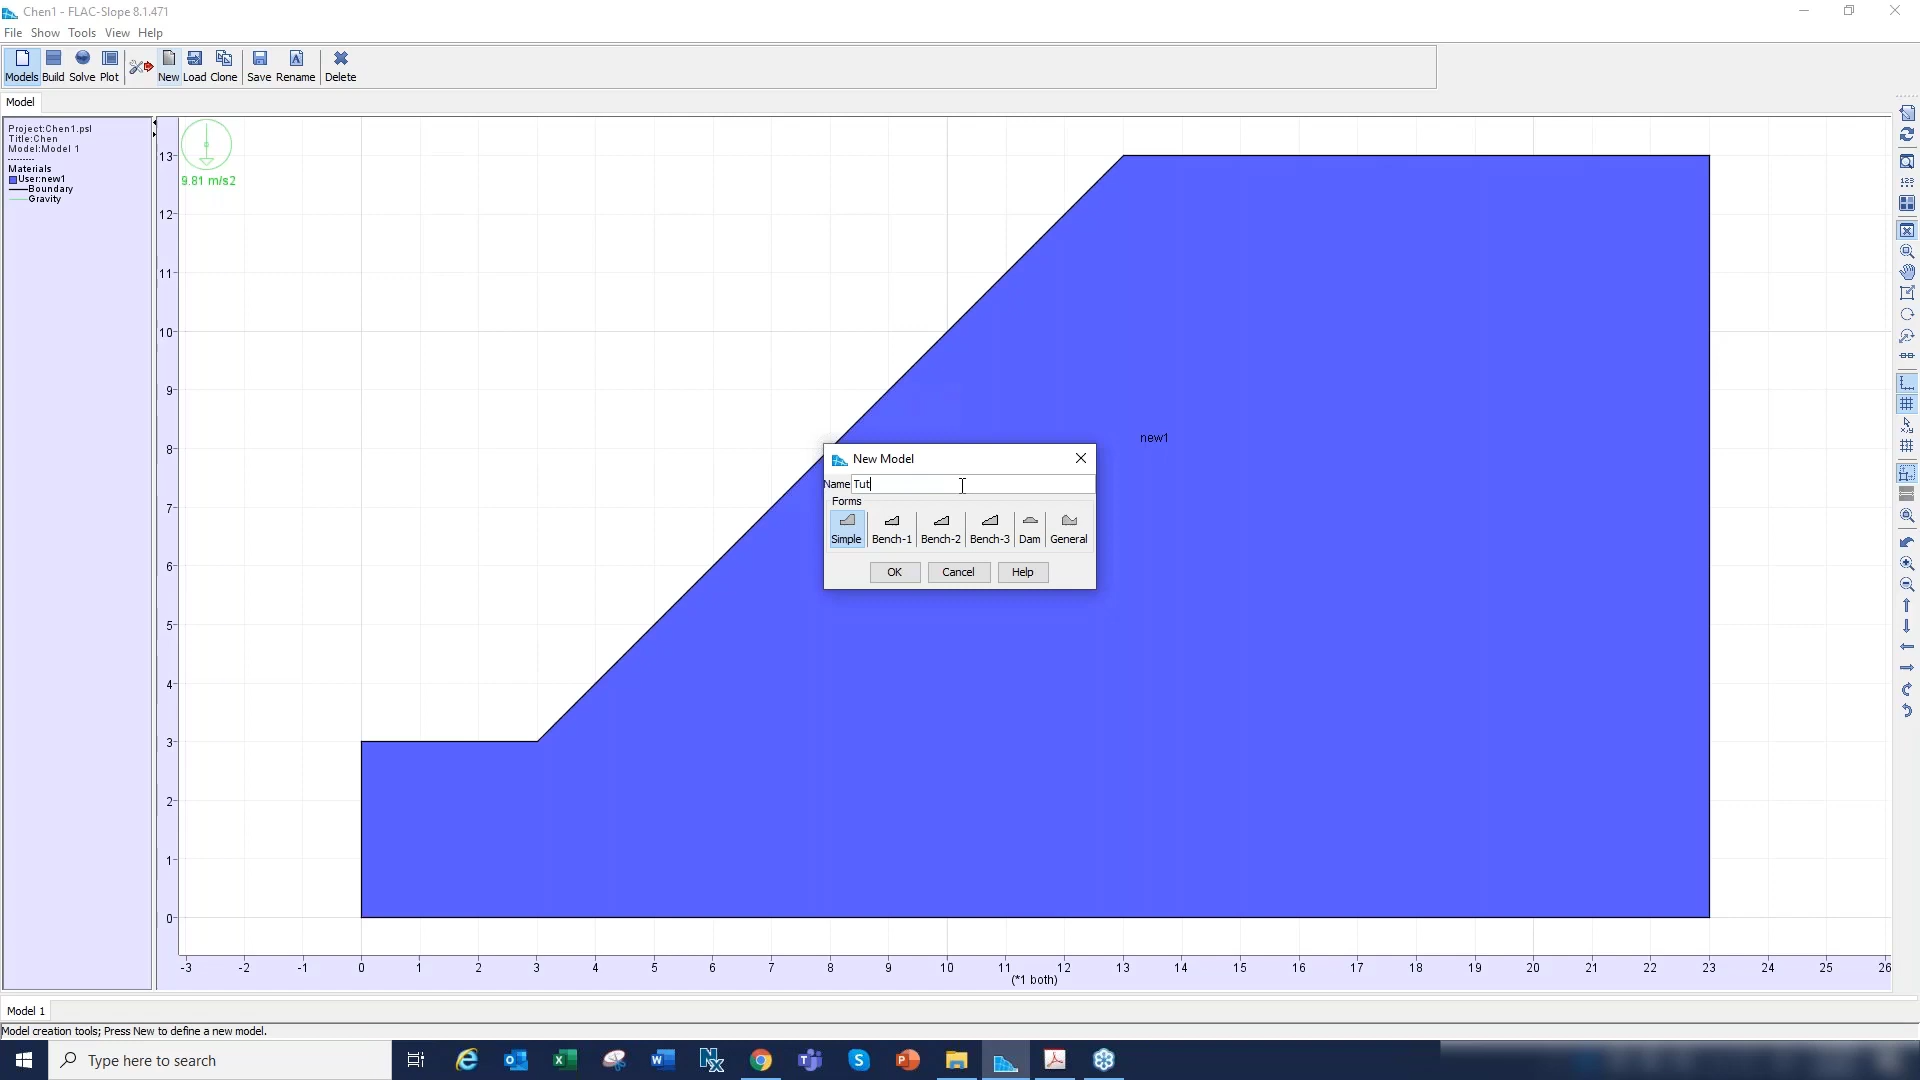 Chen1 - FLAC-Slope 8.1.471
File Show Tools View Help
Models Build Solve Plot New Load Clone Save Rename Delete
Model
Project:Chen1.psl
Title:Chen
Model:Model 1
----------
Materials
User:new1
Boundary
Gravity
9.81 m/s2
13
12
11
10
9
8
7
6
5
4
3
2
1
0
new1
New Model
Name Tut
Forms
Simple Bench-1 Bench-2 Bench-3 Dam General
OK Cancel Help
-3 -2 -1 0 1 2 3 4 5 6 7 8 9 10 11 12 13 14 15 16 17 18 19 20 21 22 23 24 25 26
(*1 both)
123
Model 1
Model creation tools; Press New to define a new model.
Type here to search